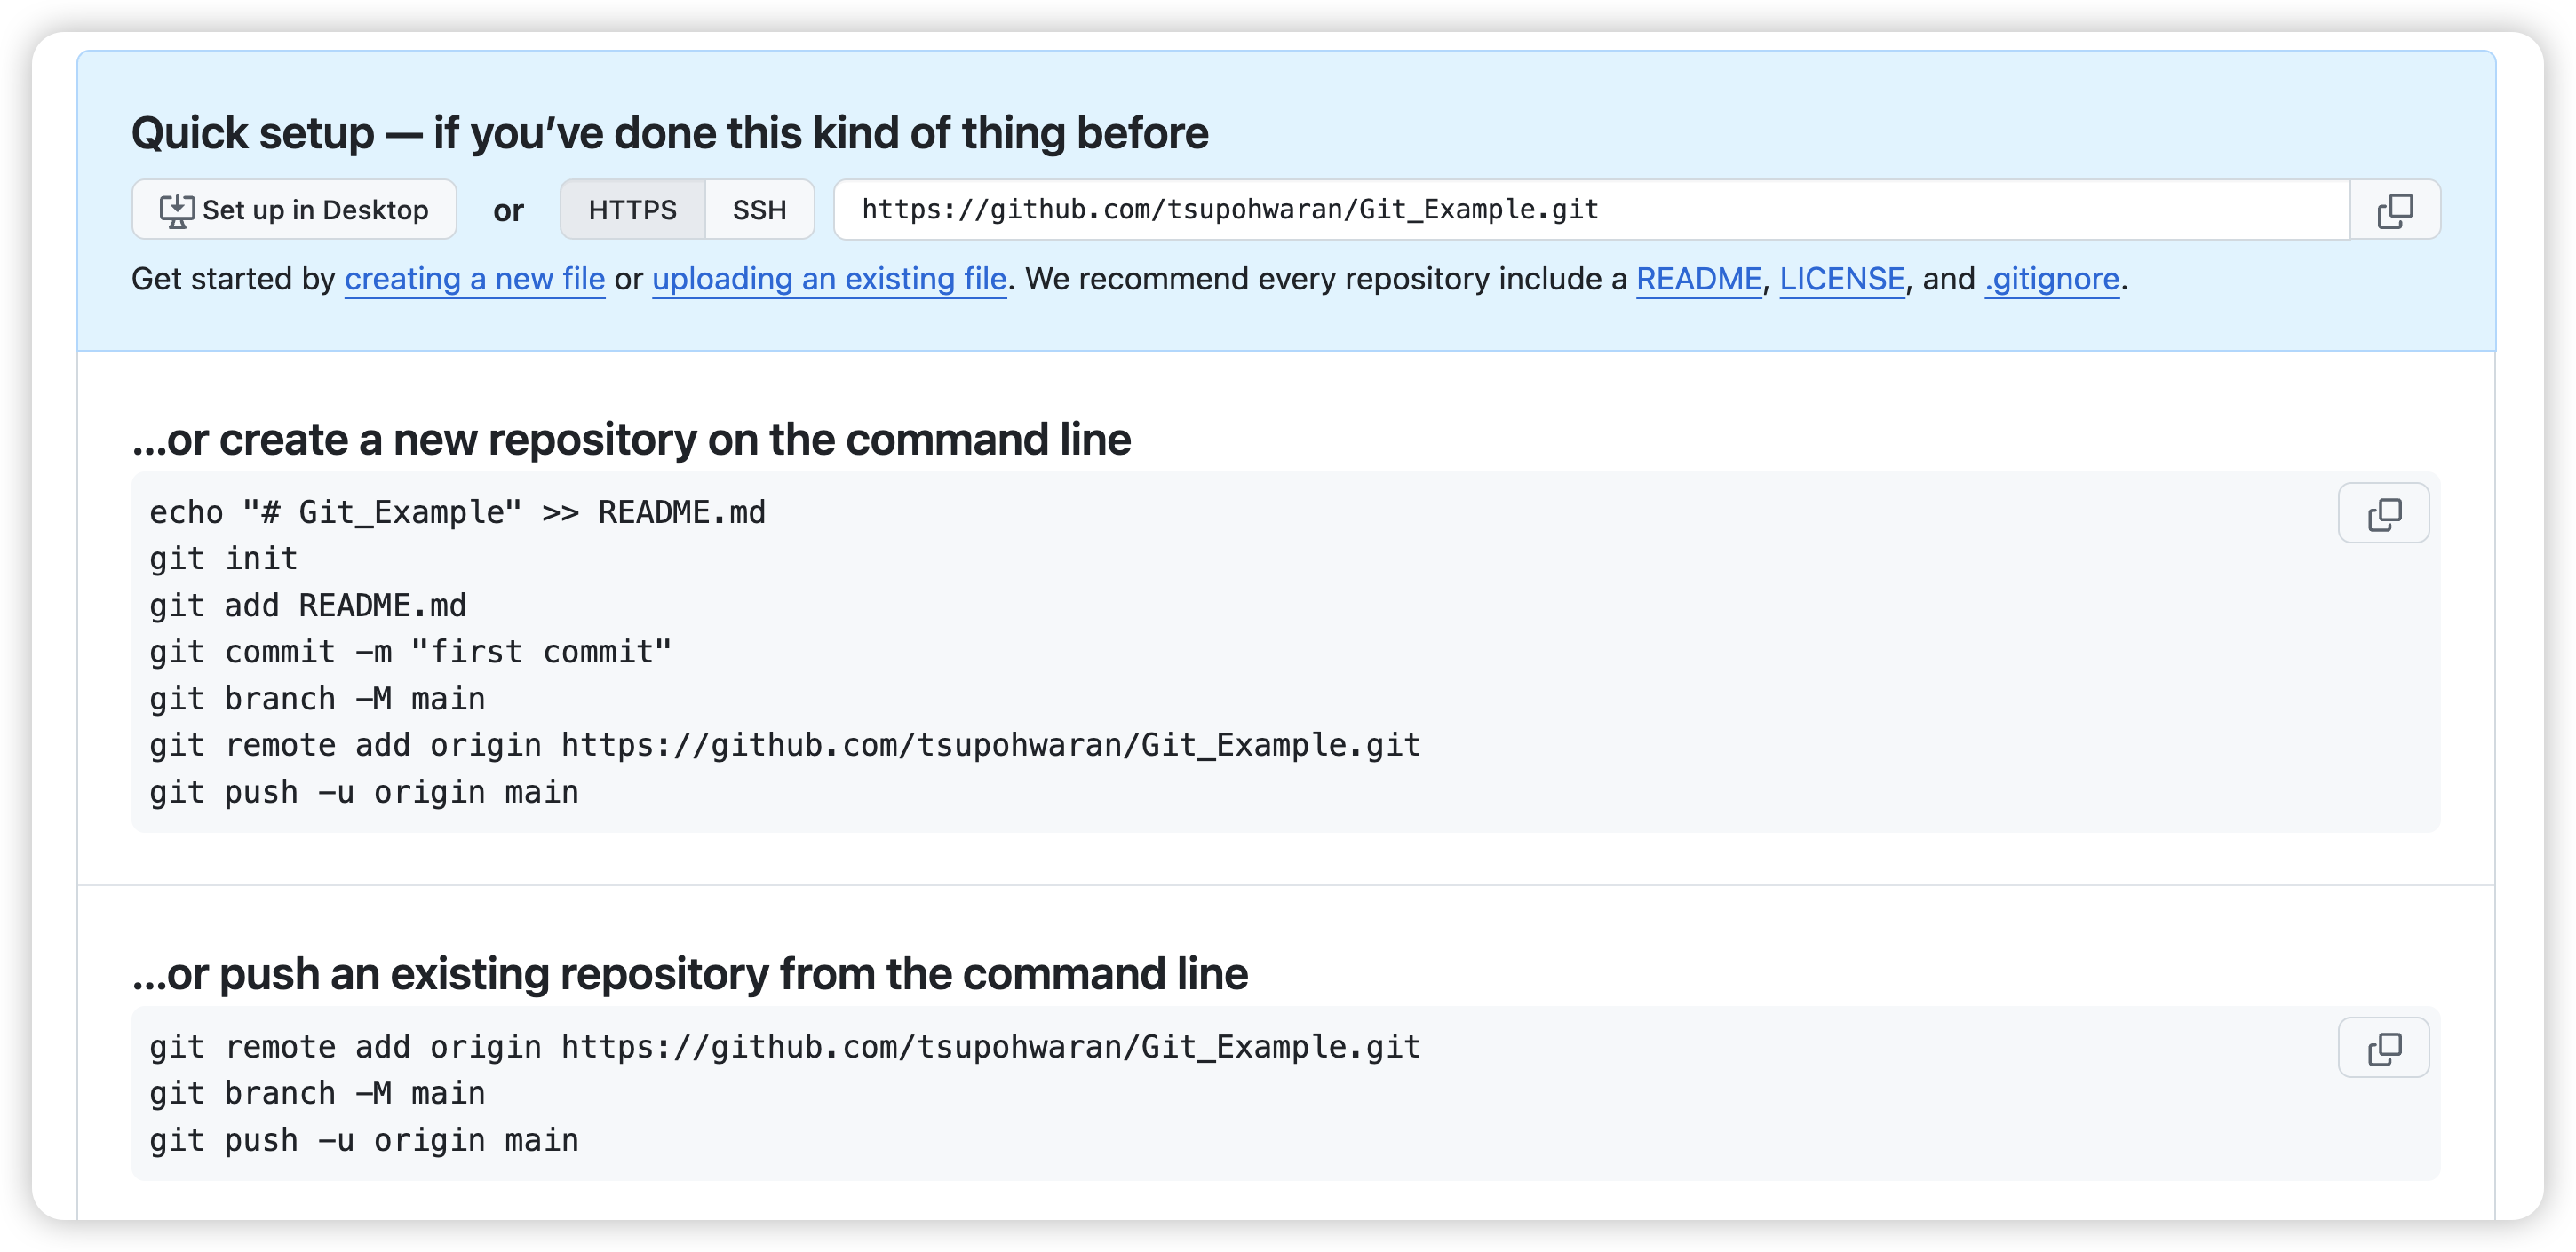 Quick setup — if you’ve done this kind of thing before
Set up in Desktop or HTTPS SSH https://github.com/tsupohwaran/Git_Example.git
Get started by creating a new file or uploading an existing file. We recommend every repository include a README, LICENSE, and .gitignore.
…or create a new repository on the command line
echo "# Git_Example" >> README.md
git init
git add README.md
git commit -m "first commit"
git branch -M main
git remote add origin https://github.com/tsupohwaran/Git_Example.git
git push -u origin main
…or push an existing repository from the command line
git remote add origin https://github.com/tsupohwaran/Git_Example.git
git branch -M main
git push -u origin main